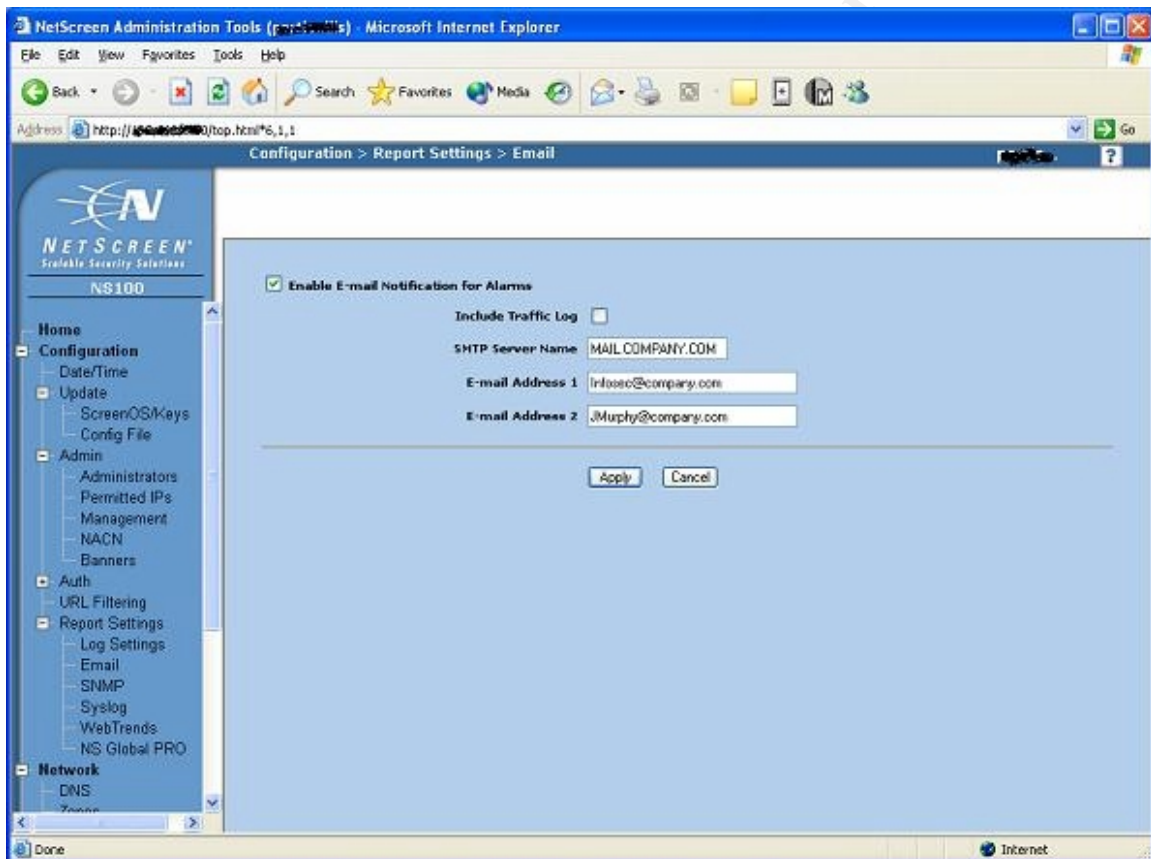 NetScreen Administration Tools ( s) - Microsoft Internet Explorer
File Edit View Favorites Tools Help
Back Search Favorites Media
Address http:// 0/top.html*6,1,1 Go
Configuration > Report Settings > Email ?
N
NETSCREEN
Scalable Security Solutions
NS100
Home
Configuration
Date/Time
Update
ScreenOS/Keys
Config File
Admin
Administrators
Permitted IPs
Management
NACN
Banners
Auth
URL Filtering
Report Settings
Log Settings
Email
SNMP
Syslog
WebTrends
NS Global PRO
Network
DNS
Zones
Enable E-mail Notification for Alarms
Include Traffic Log
SMTP Server Name MAIL.COMPANY.COM
E-mail Address 1 Infosec@company.com
E-mail Address 2 JMurphy@company.com
Apply Cancel
Done Internet